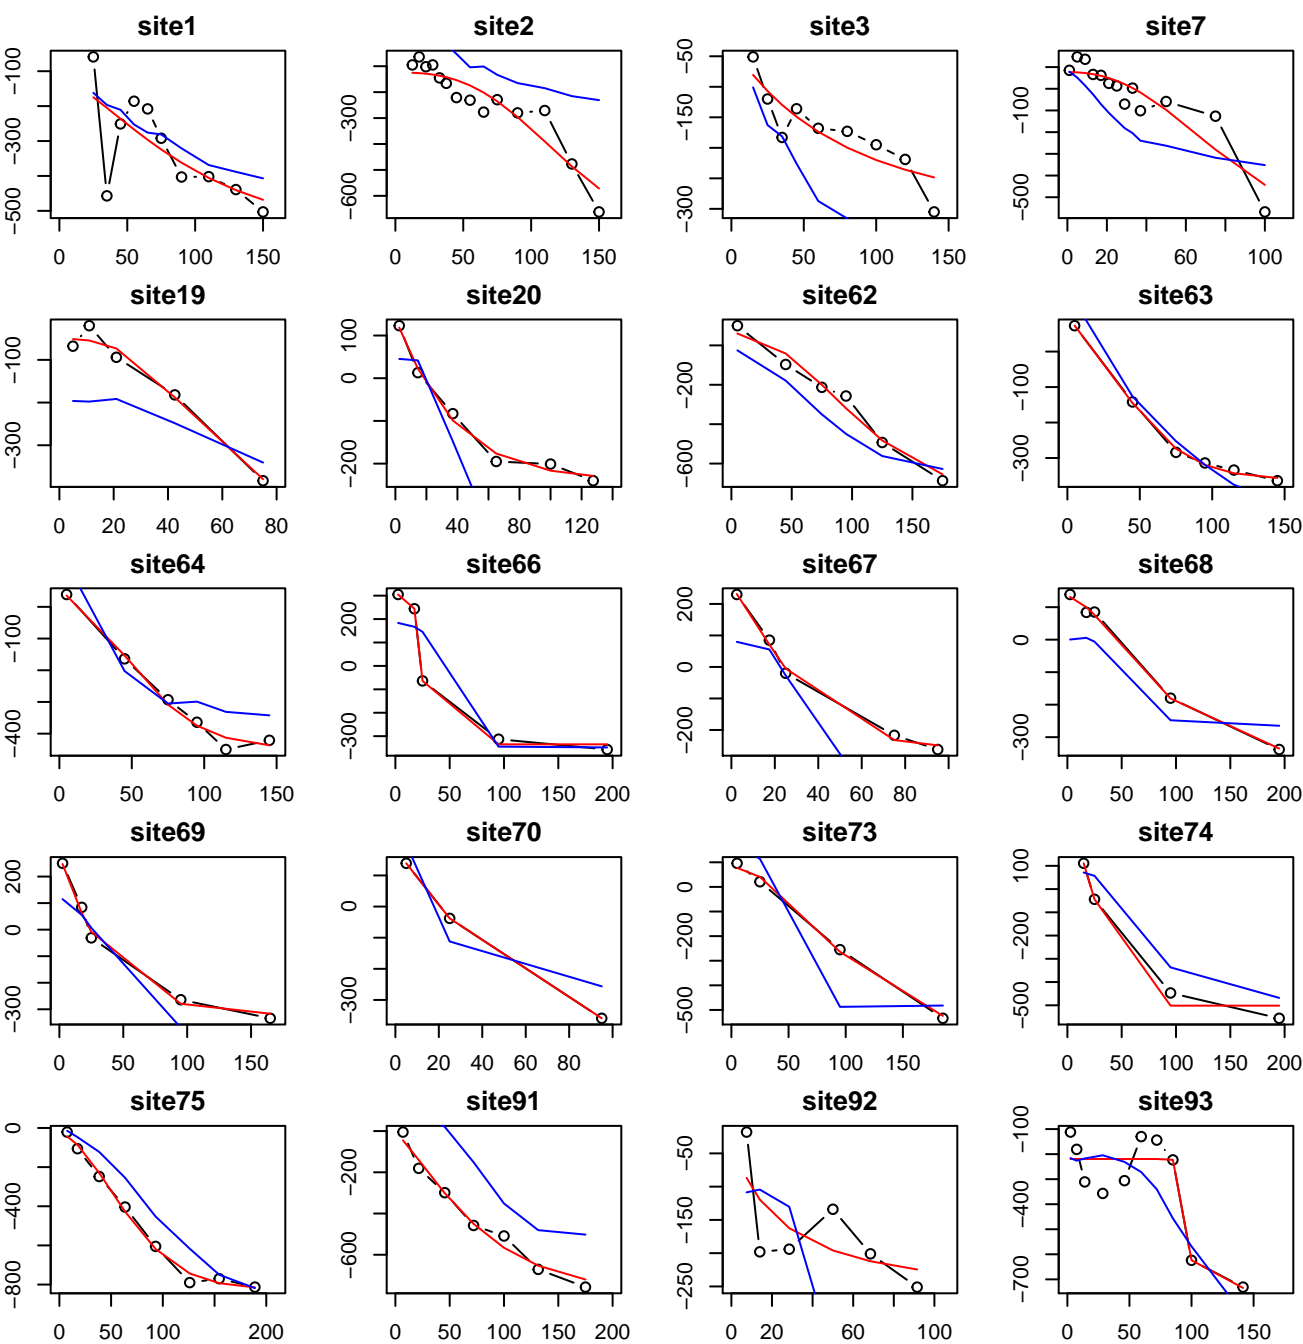 site1 site2 site3 site7
−100 −300 −500
0 50 100 150
−300 −600
0 50 100 150
−50 −150 −300
0 50 100 150
−100 −500
0 20 60 100
site19 site20 site62 site63
−100 −300
0 20 40 60 80
100 0 −200
0 40 80 120
−200 −600
0 50 100 150
−100 −300
0 50 100 150
site64 site66 site67 site68
−100 −400
0 50 100 150
200 0 −300
0 50 100 150 200
200 0 −200
0 20 40 60 80
0 −300
0 50 100 150 200
site69 site70 site73 site74
200 0 −300
0 50 100 150
0 −300
0 20 40 60 80
0 −200 −500
0 50 100 150
100 −200 −500
0 50 100 150 200
site75 site91 site92 site93
0 −400 −800
0 50 100 200
−200 −600
0 50 100 150
−50 −150 −250
0 20 60 100
−100 −400 −700
0 50 100 150